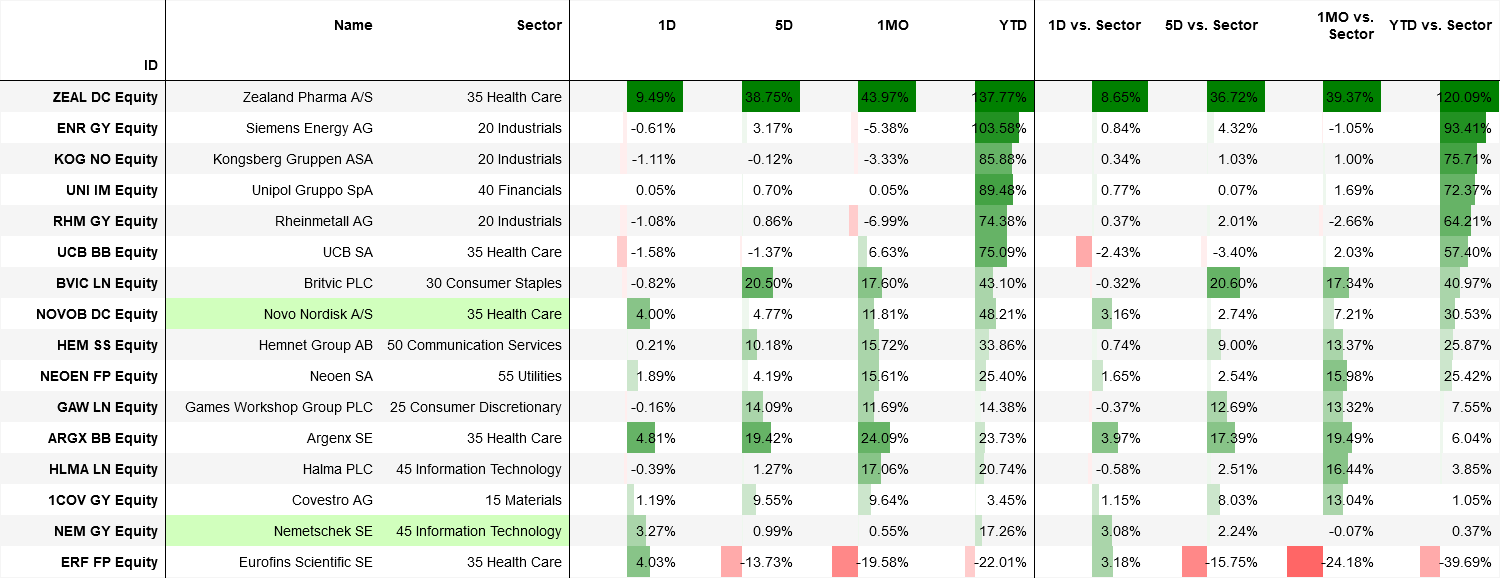 Name Sector 1D 5D 1MO YTD 1D vs. Sector 5D vs. Sector 1MO vs. Sector YTD vs. Sector
ID
ZEAL DC Equity Zealand Pharma A/S 35 Health Care 9.49% 38.75% 43.97% 137.77% 8.65% 36.72% 39.37% 120.09%
ENR GY Equity Siemens Energy AG 20 Industrials -0.61% 3.17% -5.38% 103.58% 0.84% 4.32% -1.05% 93.41%
KOG NO Equity Kongsberg Gruppen ASA 20 Industrials -1.11% -0.12% -3.33% 85.88% 0.34% 1.03% 1.00% 75.71%
UNI IM Equity Unipol Gruppo SpA 40 Financials 0.05% 0.70% 0.05% 89.48% 0.77% 0.07% 1.69% 72.37%
RHM GY Equity Rheinmetall AG 20 Industrials -1.08% 0.86% -6.99% 74.38% 0.37% 2.01% -2.66% 64.21%
UCB BB Equity UCB SA 35 Health Care -1.58% -1.37% 6.63% 75.09% -2.43% -3.40% 2.03% 57.40%
BVIC LN Equity Britvic PLC 30 Consumer Staples -0.82% 20.50% 17.60% 43.10% -0.32% 20.60% 17.34% 40.97%
NOVOB DC Equity Novo Nordisk A/S 35 Health Care 4.00% 4.77% 11.81% 48.21% 3.16% 2.74% 7.21% 30.53%
HEM SS Equity Hemnet Group AB 50 Communication Services 0.21% 10.18% 15.72% 33.86% 0.74% 9.00% 13.37% 25.87%
NEOEN FP Equity Neoen SA 55 Utilities 1.89% 4.19% 15.61% 25.40% 1.65% 2.54% 15.98% 25.42%
GAW LN Equity Games Workshop Group PLC 25 Consumer Discretionary -0.16% 14.09% 11.69% 14.38% -0.37% 12.69% 13.32% 7.55%
ARGX BB Equity Argenx SE 35 Health Care 4.81% 19.42% 24.09% 23.73% 3.97% 17.39% 19.49% 6.04%
HLMA LN Equity Halma PLC 45 Information Technology -0.39% 1.27% 17.06% 20.74% -0.58% 2.51% 16.44% 3.85%
1COV GY Equity Covestro AG 15 Materials 1.19% 9.55% 9.64% 3.45% 1.15% 8.03% 13.04% 1.05%
NEM GY Equity Nemetschek SE 45 Information Technology 3.27% 0.99% 0.55% 17.26% 3.08% 2.24% -0.07% 0.37%
ERF FP Equity Eurofins Scientific SE 35 Health Care 4.03% -13.73% -19.58% -22.01% 3.18% -15.75% -24.18% -39.69%